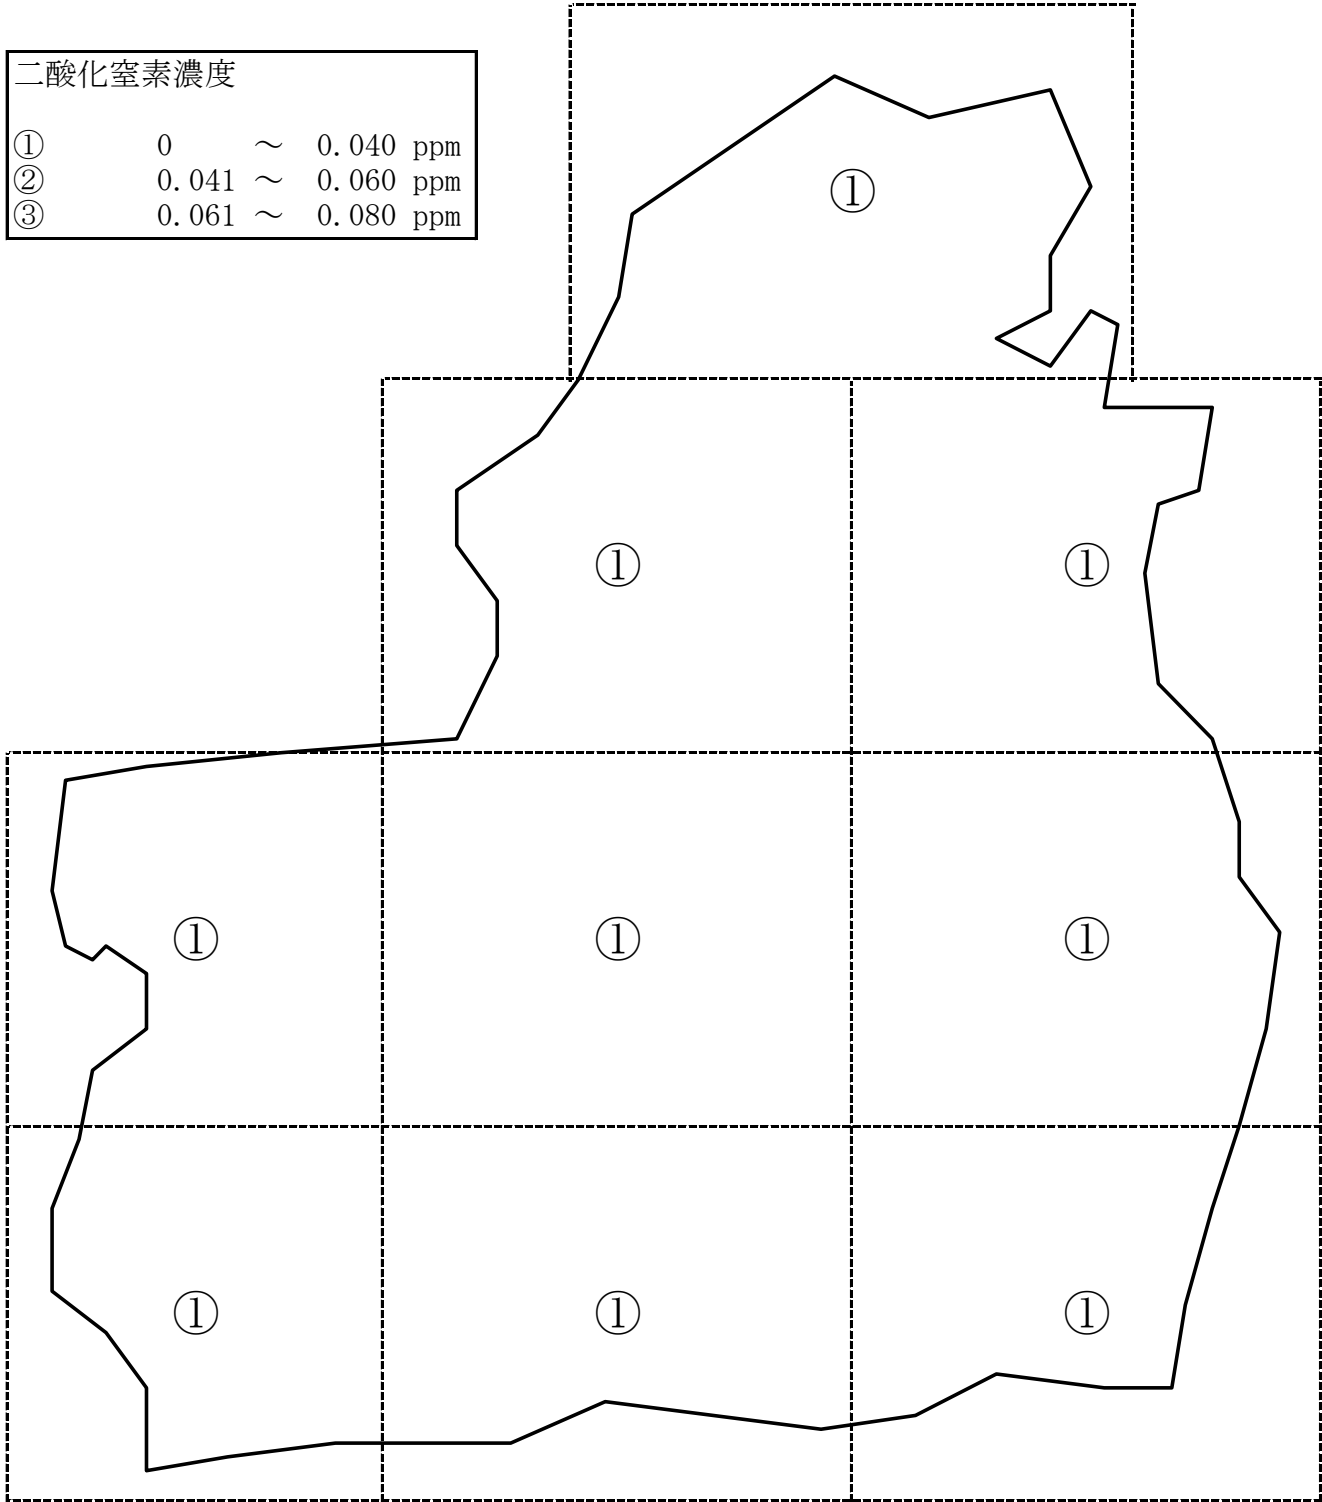 二酸化窒素濃度
① 0 ～ 0.040 ppm
② 0.041 ～ 0.060 ppm
③ 0.061 ～ 0.080 ppm
①
① ①
① ① ①
① ① ①